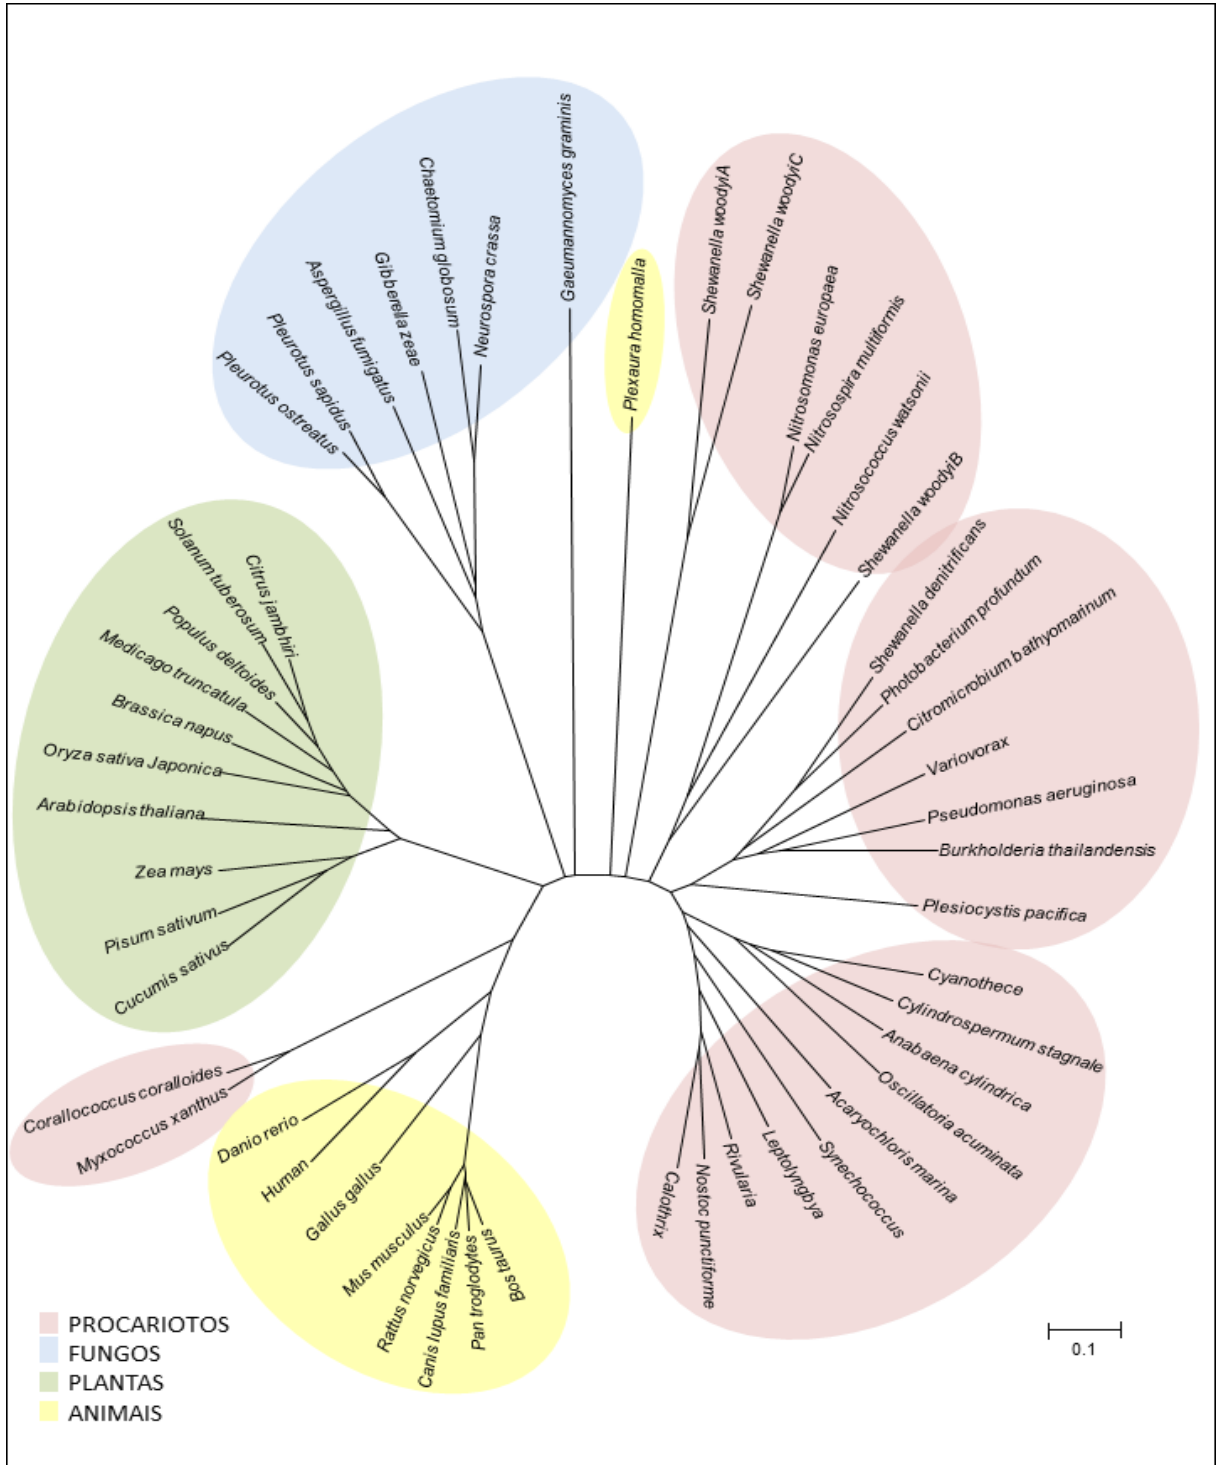 Gaeumannomyces graminis
Chaetomium globosum
Neurospora crassa
Gibberella zeae
Aspergillus fumigatus
Pleurotus sapidus
Pleurotus ostreatus
Plexaura homomalla
Shewanella woodyiA
Shewanella woodyiC
Nitrosomonas europaea
Nitrosospira multiformis
Nitrosococcus watsonii
Shewanella woodyiB
Shewanella denitrificans
Photobacterium profundum
Citromicrobium bathyomarinum
Variovorax
Pseudomonas aeruginosa
Burkholderia thailandensis
Plesiocystis pacifica
Cyanothece
Cylindrospermum stagnale
Anabaena cylindrica
Oscillatoria acuminata
Acaryochloris marina
Synechococcus
Leptolyngbya
Rivularia
Nostoc punctiforme
Calothrix
Citrus jambhiri
Solanum tuberosum
Populus deltoides
Medicago truncatula
Brassica napus
Oryza sativa Japonica
Arabidopsis thaliana
Zea mays
Pisum sativum
Cucumis sativus
Corallococcus coralloides
Myxococcus xanthus
Danio rerio
Human
Gallus gallus
Mus musculus
Rattus norvegicus
Canis lupus familiaris
Pan troglodytes
Bos taurus
PROCARIOTOS
FUNGOS
PLANTAS
ANIMAIS
0.1